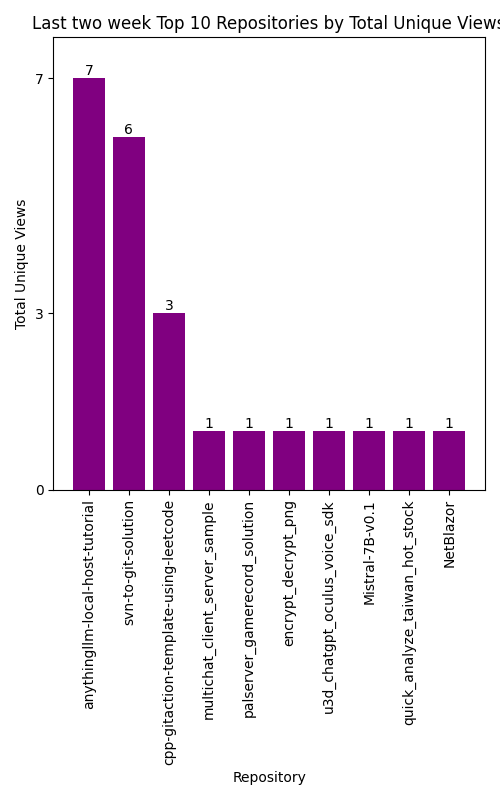 Last two week Top 10 Repositories by Total Unique Views
7
6
3
1
1
1
1
1
1
1
Total Unique Views
7
3
0
anythingllm-local-host-tutorial
svn-to-git-solution
cpp-gitaction-template-using-leetcode
multichat_client_server_sample
palserver_gamerecord_solution
encrypt_decrypt_png
u3d_chatgpt_oculus_voice_sdk
Mistral-7B-v0.1
quick_analyze_taiwan_hot_stock
NetBlazor
Repository